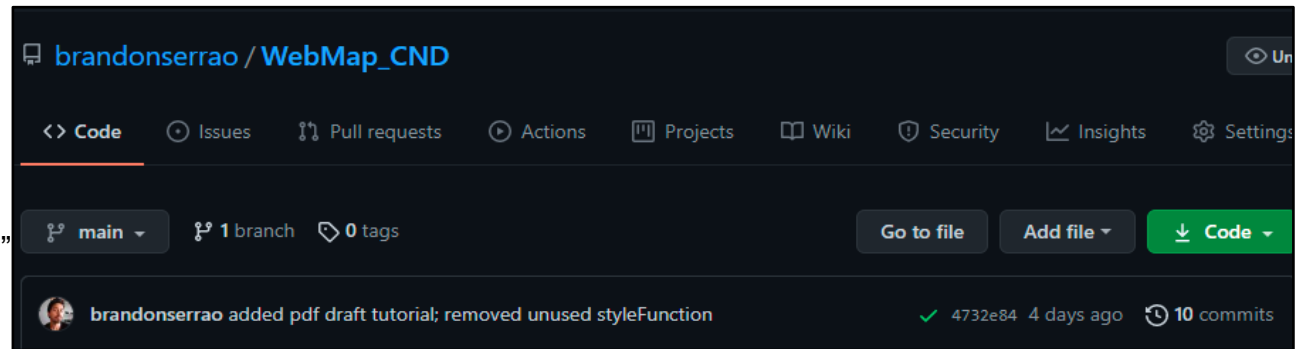 brandonserrao / WebMap_CND
Un
Code Issues Pull requests Actions Projects Wiki Security Insights Settings
” main 1 branch 0 tags Go to file Add file Code
brandonserrao added pdf draft tutorial; removed unused styleFunction 4732e84 4 days ago 10 commits